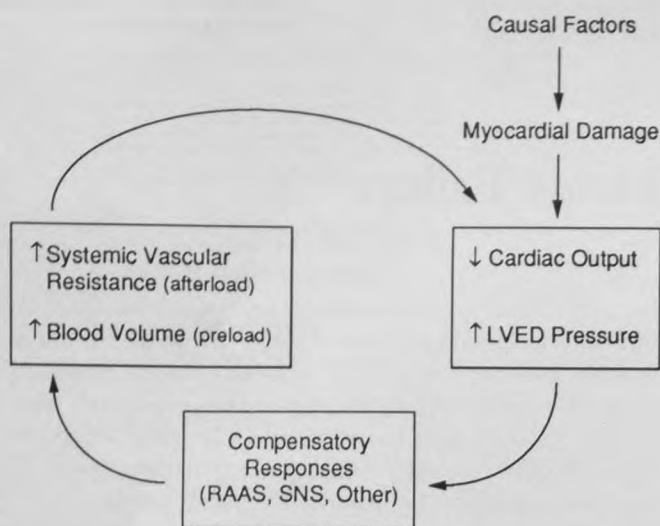 Causal Factors
Myocardial Damage
↑ Systemic Vascular
Resistance (afterload)
↑ Blood Volume (preload)
↓ Cardiac Output
↑ LVED Pressure
Compensatory
Responses
(RAAS, SNS, Other)